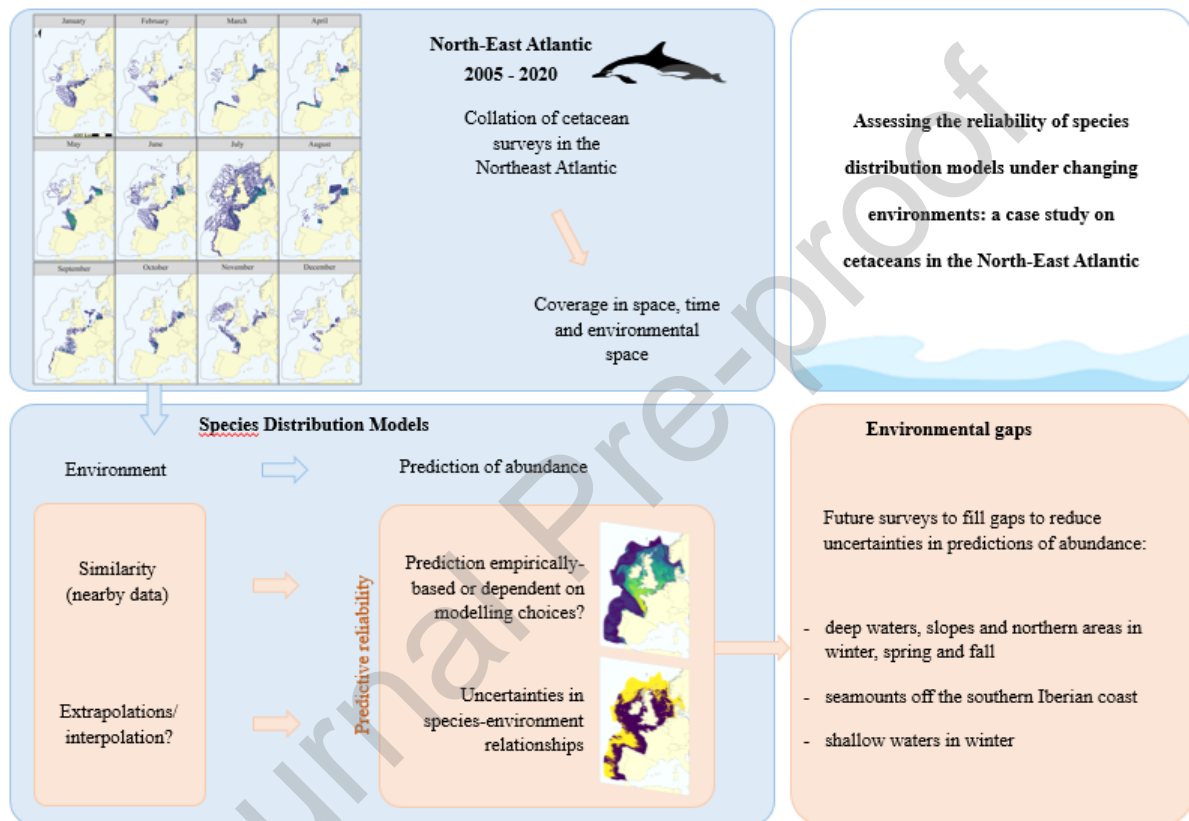 January
February
March
April
May
June
July
August
September
October
November
December
North-East Atlantic
2005 - 2020
Collation of cetacean
surveys in the
Northeast Atlantic
Coverage in space, time
and environmental
space
Assessing the reliability of species
distribution models under changing
environments: a case study on
cetaceans in the North-East Atlantic
Species Distribution Models
Environment
Prediction of abundance
Similarity
(nearby data)
Extrapolations/
interpolation?
Predictive reliability
Prediction empirically-
based or dependent on
modelling choices?
Uncertainties in
species-environment
relationships
Environmental gaps
Future surveys to fill gaps to reduce
uncertainties in predictions of abundance:
- deep waters, slopes and northern areas in
winter, spring and fall
- seamounts off the southern Iberian coast
- shallow waters in winter
urnal Pre-proof